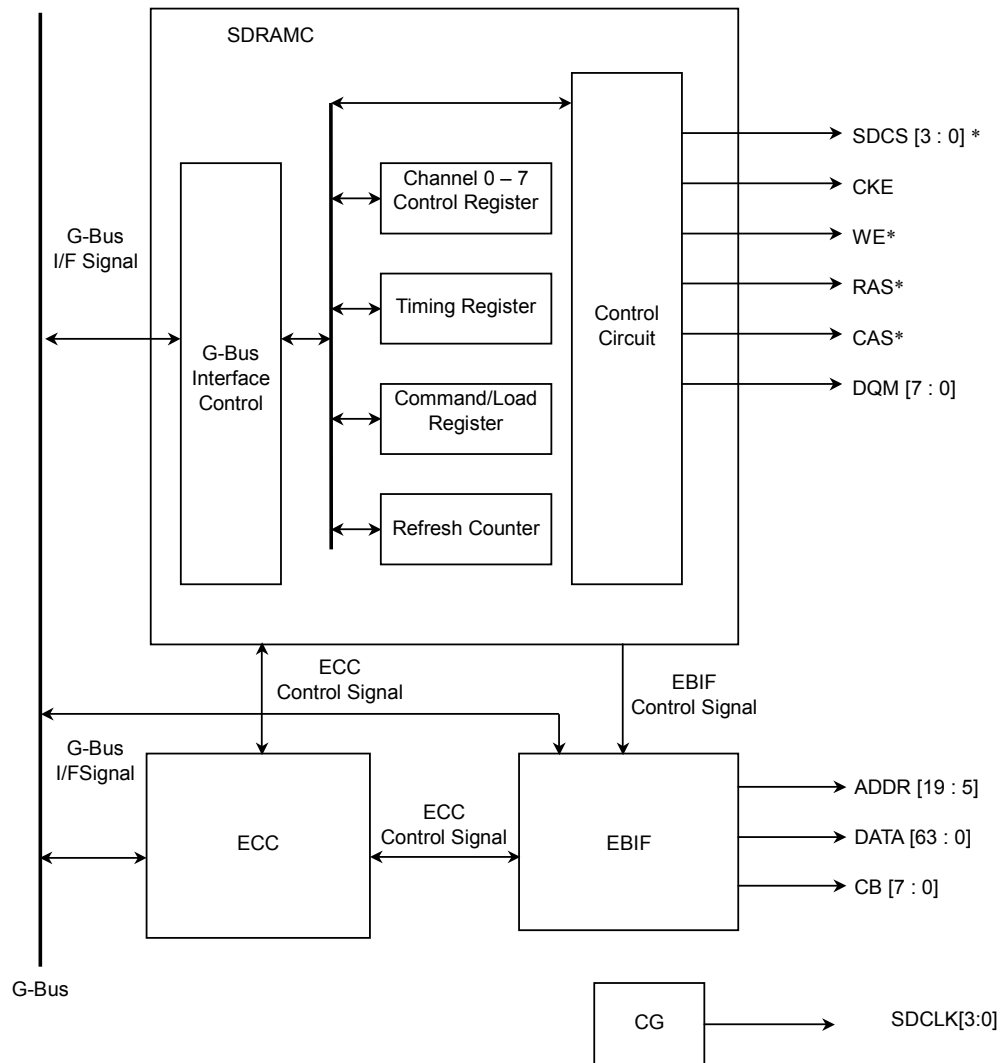 SDRAMC
Channel 0 – 7
Control Register
Timing Register
Command/Load
Register
Refresh Counter
G-Bus
I/F Signal
G-Bus
Interface
Control
Control
Circuit
SDCS [3 : 0] *
CKE
WE*
RAS*
CAS*
DQM [7 : 0]
ECC
Control Signal
EBIF
Control Signal
G-Bus
I/FSignal
ECC
ECC
Control Signal
EBIF
ADDR [19 : 5]
DATA [63 : 0]
CB [7 : 0]
G-Bus
CG
SDCLK[3:0]